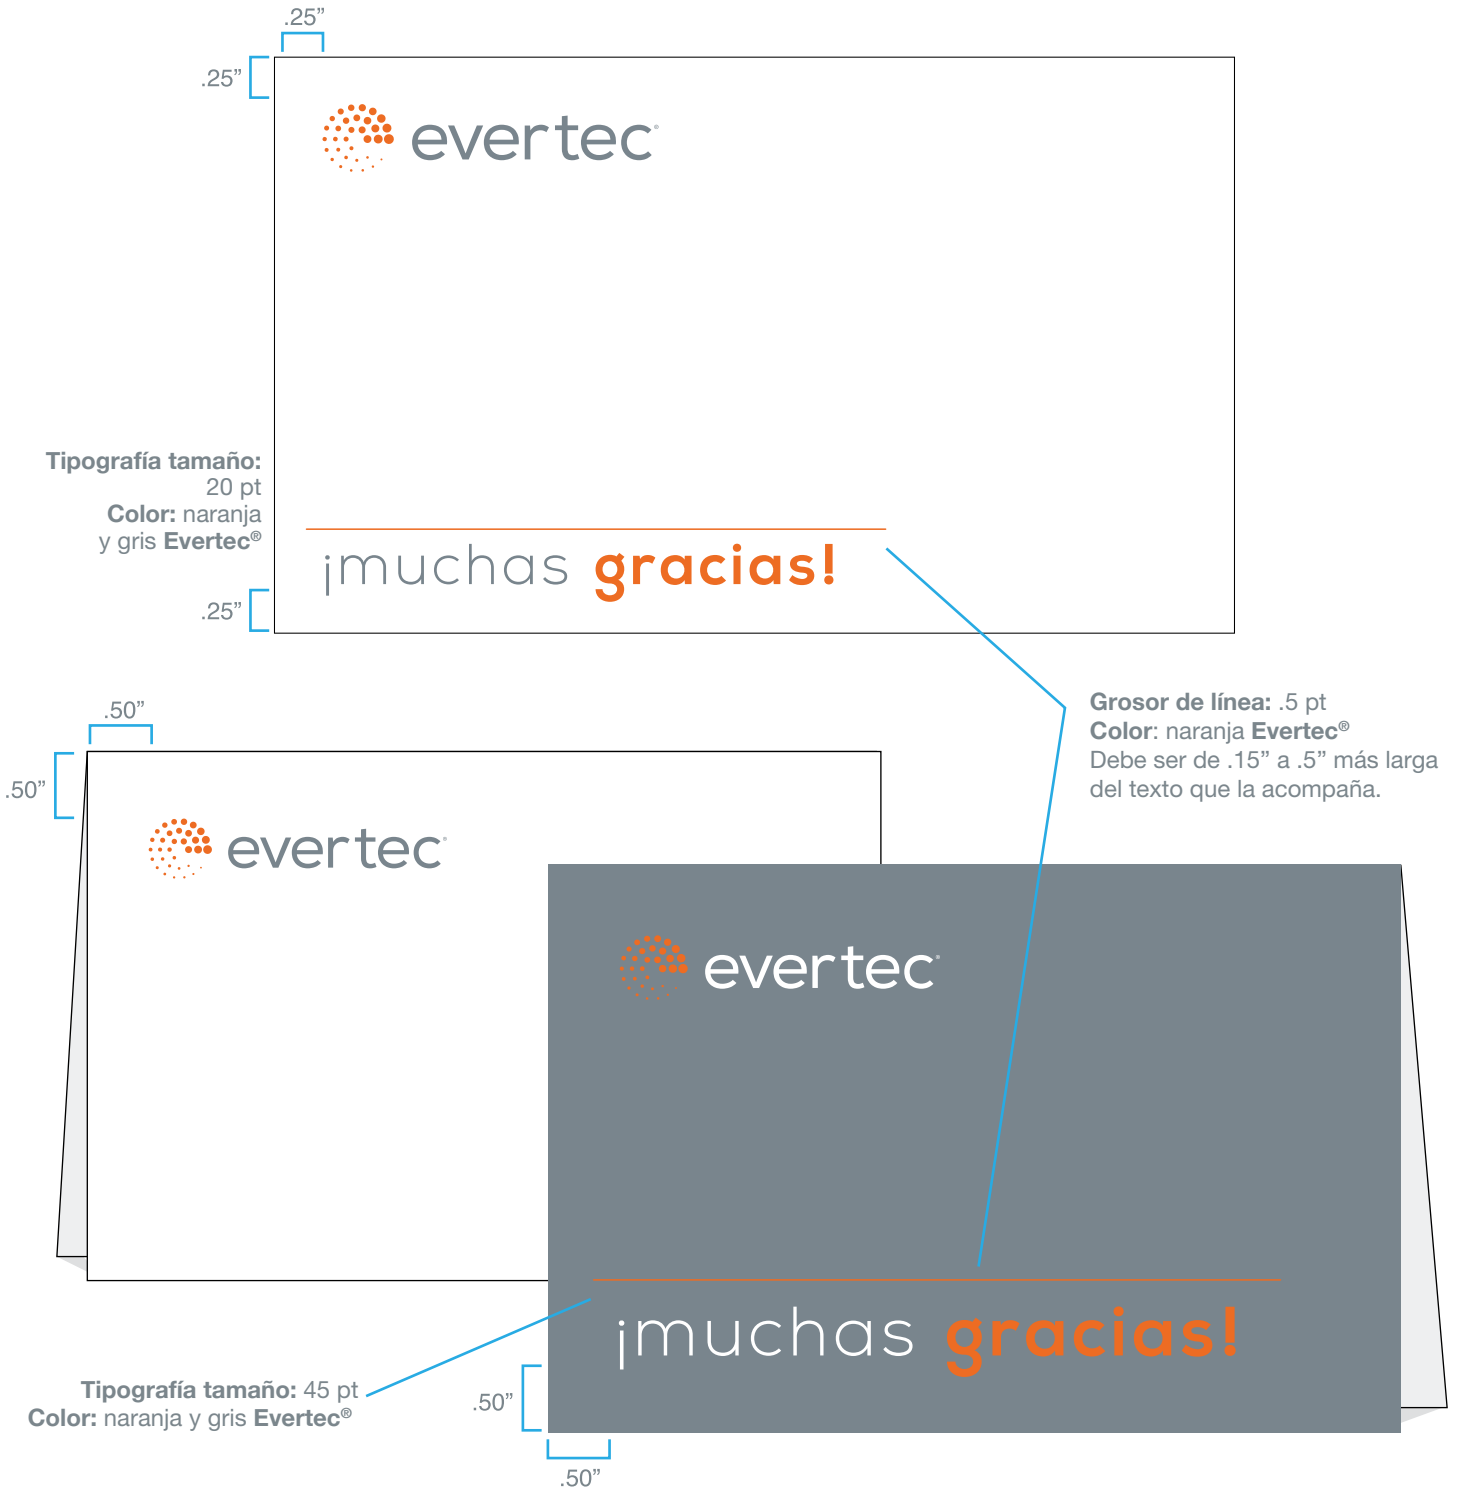 .25”
.25”
evertec
Tipografía tamaño:
20 pt
Color: naranja
y gris Evertec®
¡muchas gracias!
.25”
Grosor de línea: .5 pt
Color: naranja Evertec®
Debe ser de .15” a .5” más larga
del texto que la acompaña.
.50”
.50”
evertec
evertec
¡muchas gracias!
Tipografía tamaño: 45 pt
Color: naranja y gris Evertec®
.50”
.50”